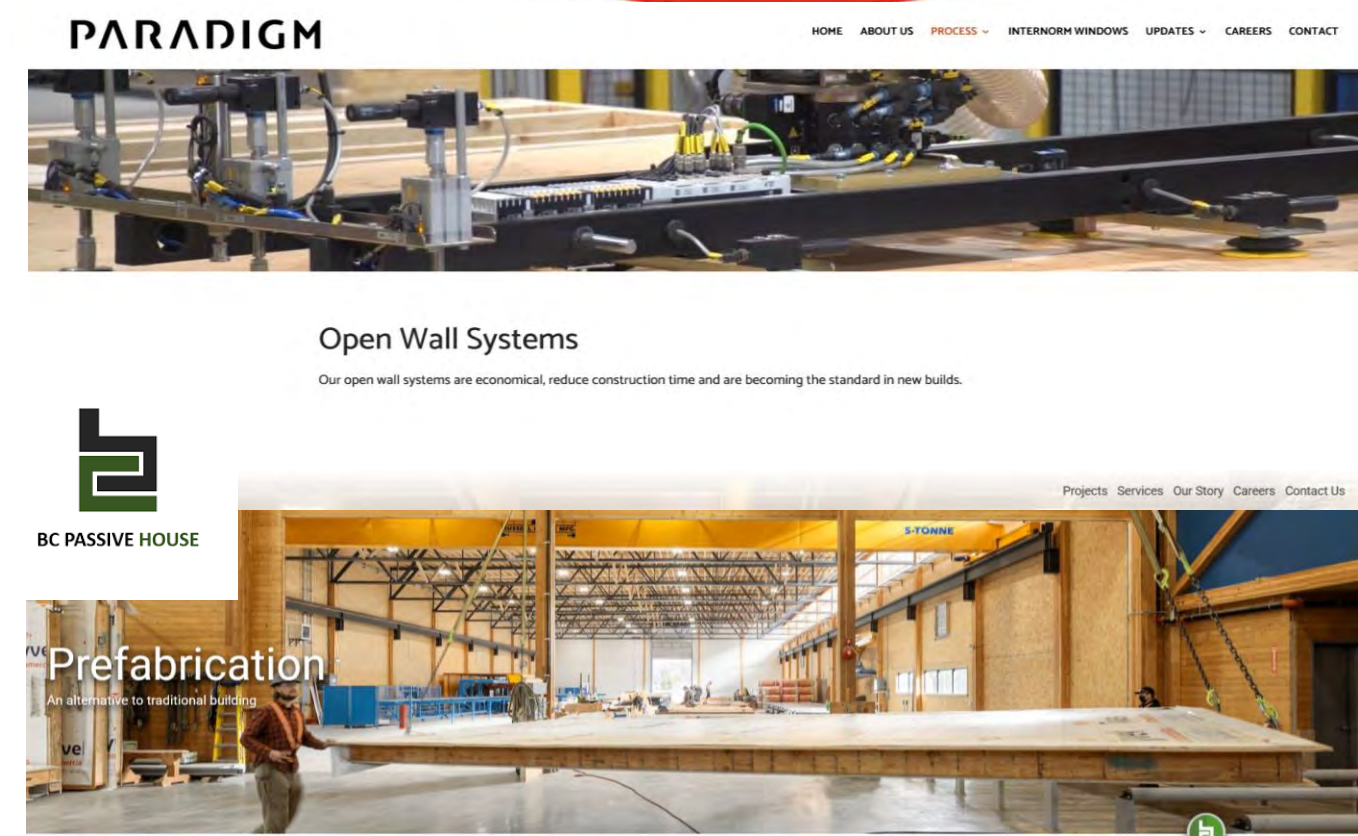 PARADIGM
HOME ABOUT US PROCESS INTERNORM WINDOWS UPDATES CAREERS CONTACT
Open Wall Systems
Our open wall systems are economical, reduce construction time and are becoming the standard in new builds.
Projects Services Our Story Careers Contact Us
BC PASSIVE HOUSE
5-TONNE
Prefabrication
An alternative to traditional building